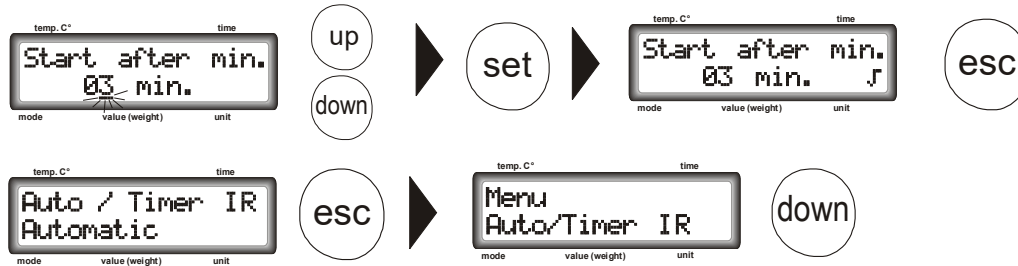 temp. C° time
Start after min.
03 min.
mode value (weight) unit
up
down
set
temp. C° time
Start after min.
03 min. √
mode value (weight) unit
esc
temp. C° time
Auto / Timer IR
Automatic
mode value (weight) unit
esc
temp. C° time
Menu
Auto/Timer IR
mode value (weight) unit
down